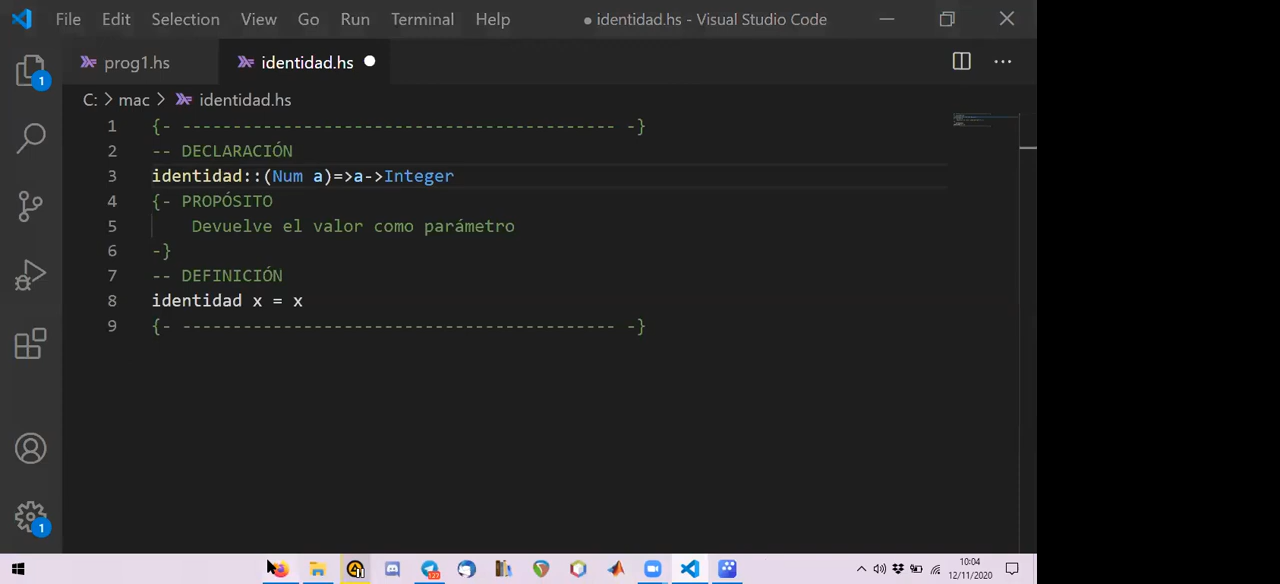 File Edit Selection View Go Run Terminal Help ● identidad.hs - Visual Studio Code
prog1.hs identidad.hs ●
C: > mac > identidad.hs
1 {- ------------------------------------------- -}
2 -- DECLARACIÓN
3 identidad::(Num a)=>a->Integer
4 {- PROPÓSITO
5 Devuelve el valor como parámetro
6 -}
7 -- DEFINICIÓN
8 identidad x = x
9 {- ------------------------------------------- -}
1
1
10:04
12/11/2020